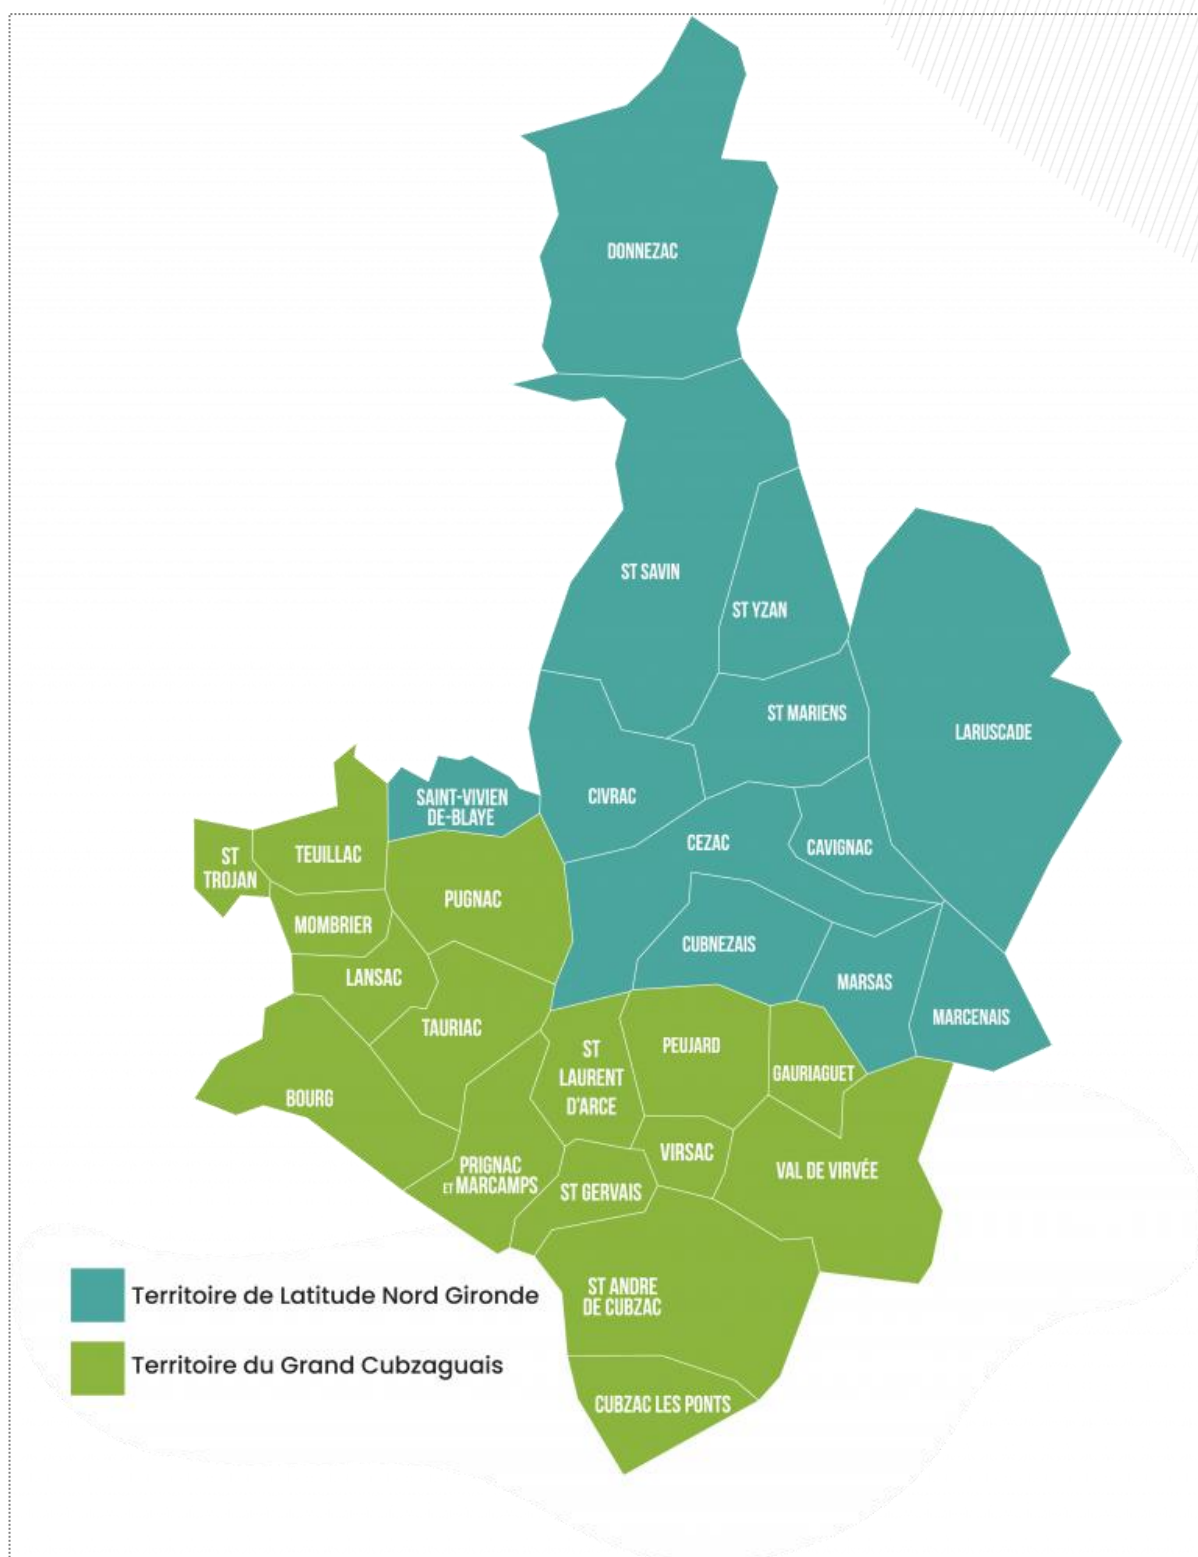 DONNEZAC
ST SAVIN
ST YZAN
ST MARIENS
LARUSCADE
SAINT-VIVIEN
DE-BLAYE
CIVRAC
CEZAC
CAVIGNAC
ST
TROJAN
TEUILLAC
PUGNAC
MOMBRIER
CUBNEZAIS
LANSAC
MARSAS
MARCENAIS
TAURIAC
ST
LAURENT
D'ARCE
PEUJARD
GAURIAGUET
BOURG
PRIGNAC
ET MARCAMPS
VIRSAC
VAL DE VIRVÉE
ST GERVAIS
ST ANDRE
DE CUBZAC
CUBZAC LES PONTS
Territoire de Latitude Nord Gironde
Territoire du Grand Cubzaguais